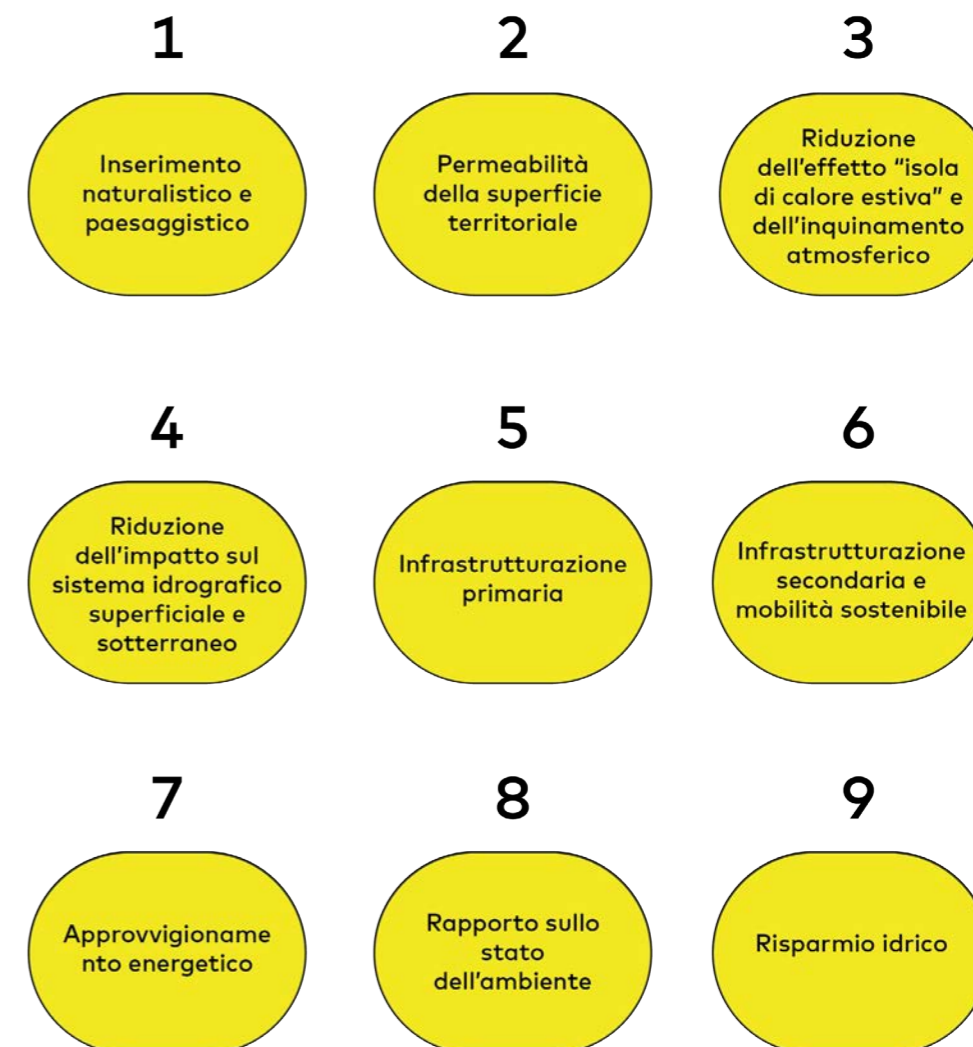 1
Inserimento
naturalistico e
paesaggistico
2
Permeabilità
della superficie
territoriale
3
Riduzione
dell'effetto "isola
di calore estiva" e
dell'inquinamento
atmosferico
4
Riduzione
dell'impatto sul
sistema idrografico
superficiale e
sotterraneo
5
Infrastrutturazione
primaria
6
Infrastrutturazione
secondaria e
mobilità sostenibile
7
Approvvigioname
nto energetico
8
Rapporto sullo
stato
dell'ambiente
9
Risparmio idrico